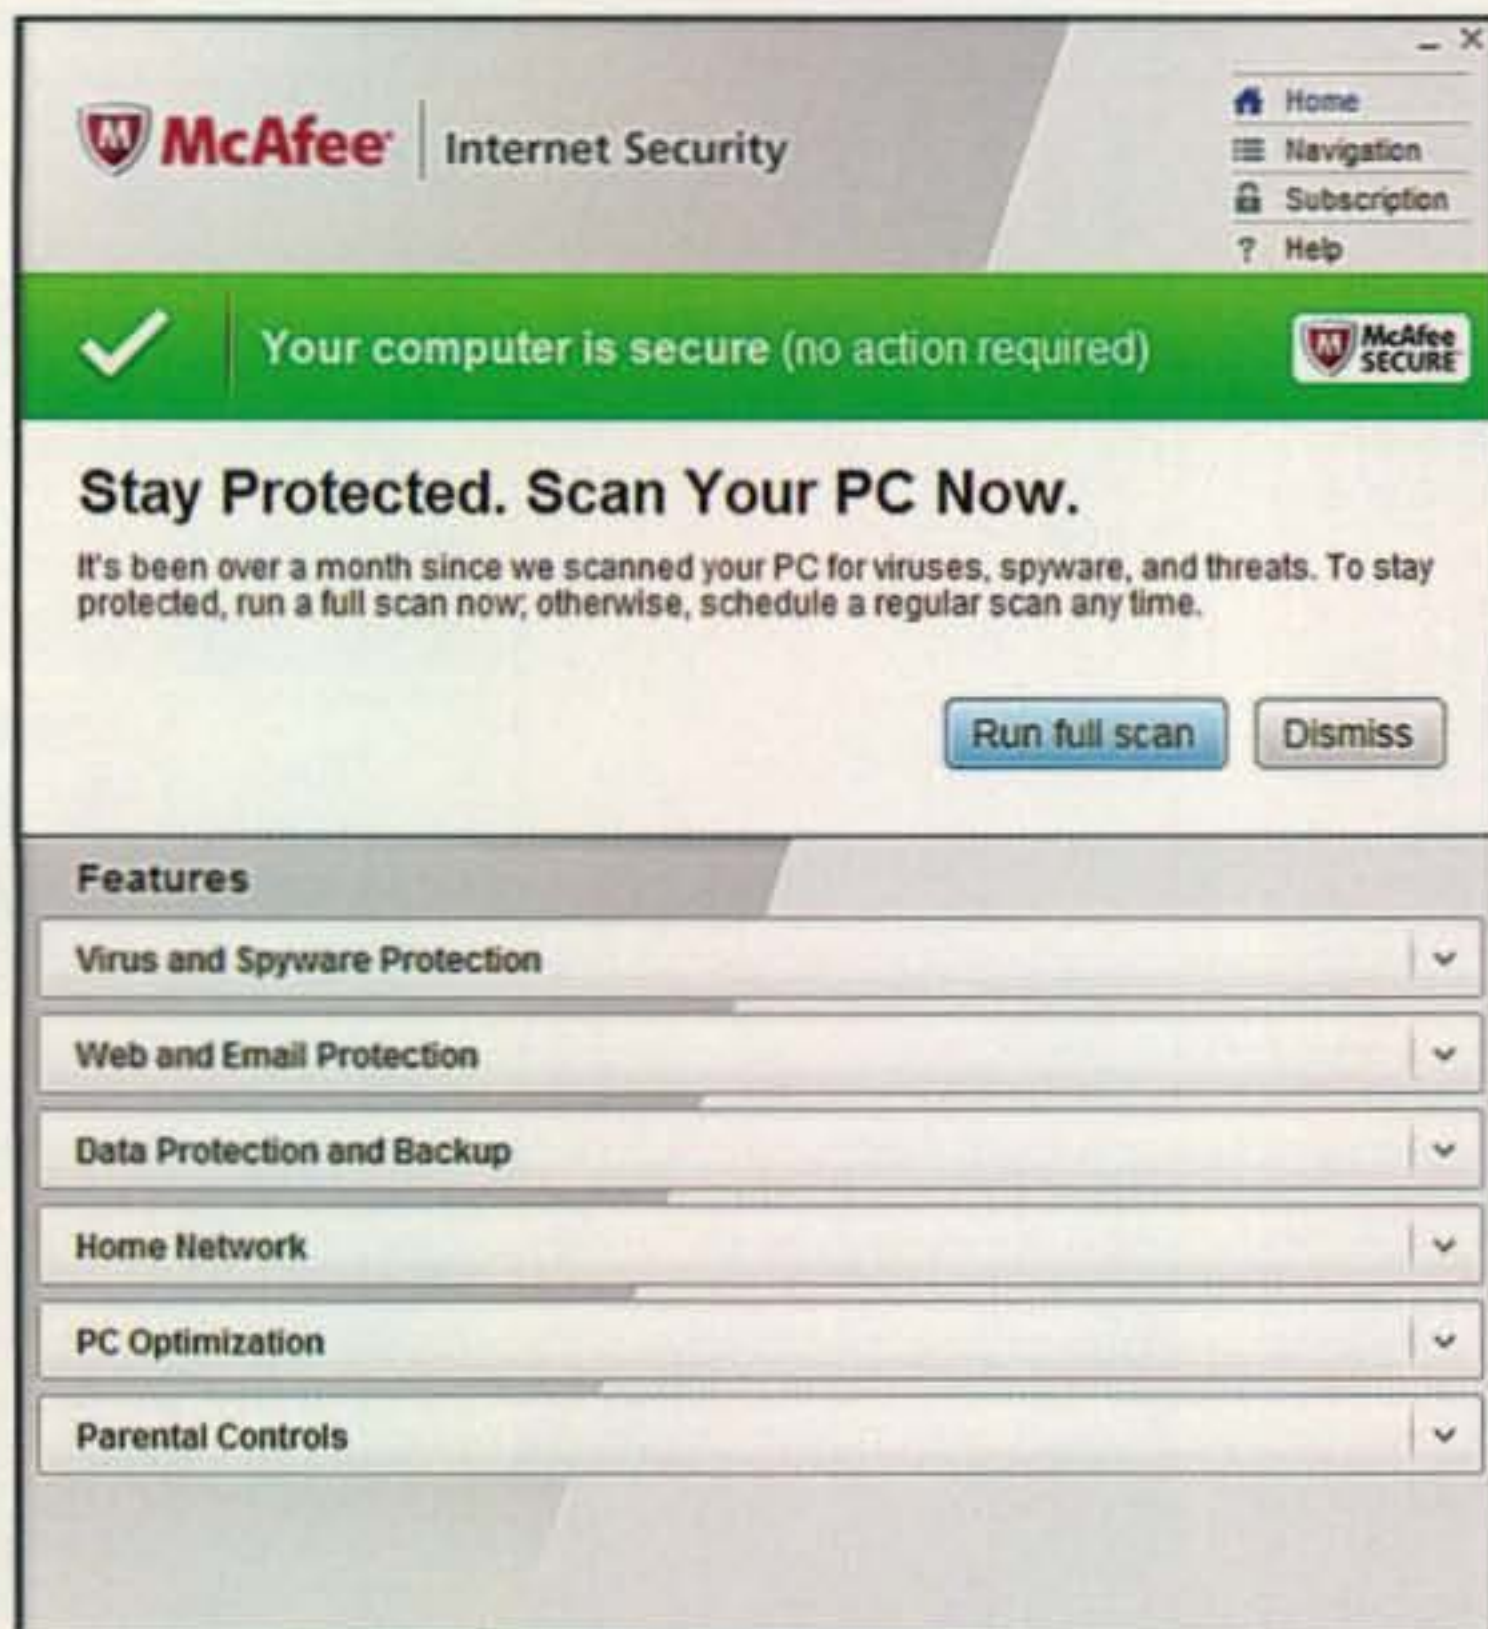 McAfee
Internet Security
Home
Navigation
Subscription
? Help
Your computer is secure (no action required)
McAfee
SECURE
Stay Protected. Scan Your PC Now.
It's been over a month since we scanned your PC for viruses, spyware, and threats. To stay
protected, run a full scan now; otherwise, schedule a regular scan any time.
Run full scan
Dismiss
Features
Virus and Spyware Protection
Web and Email Protection
Data Protection and Backup
Home Network
PC Optimization
Parental Controls